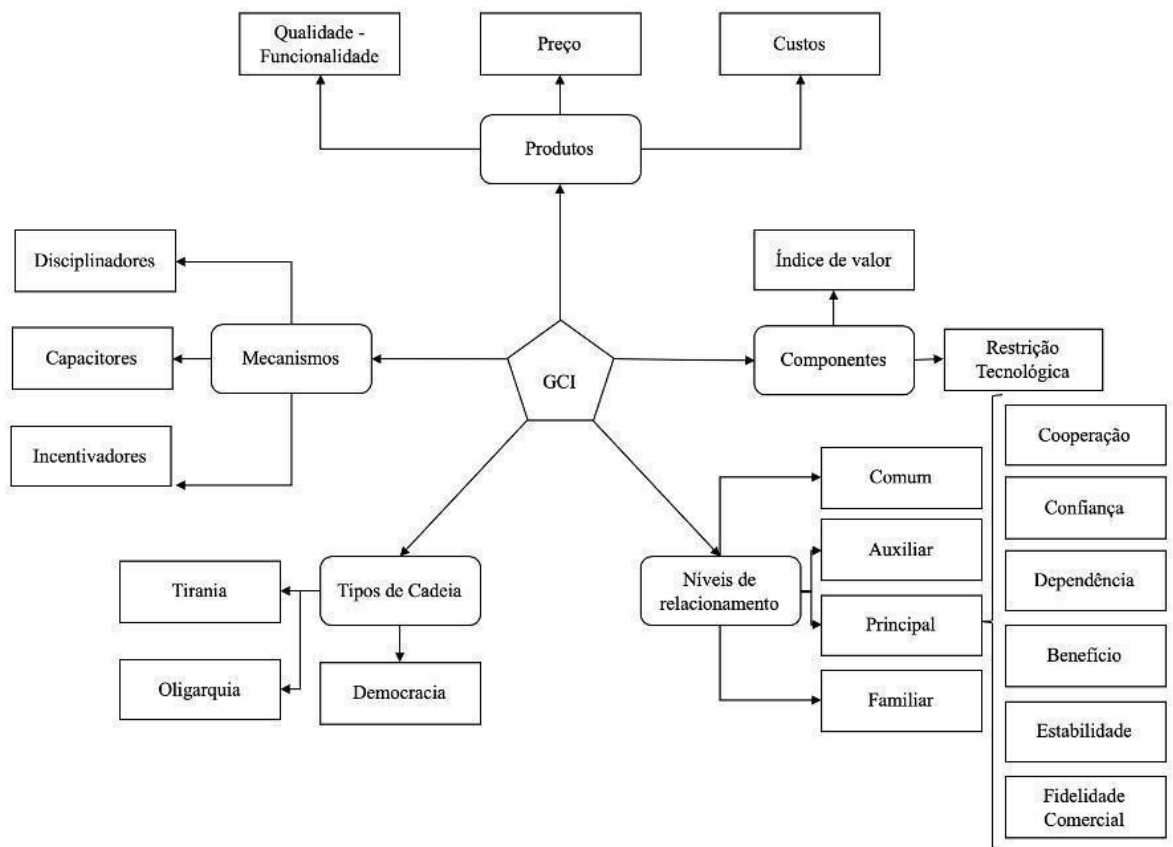 Qualidade -
Funcionalidade
Preço
Custos
Produtos
Disciplinadores
Índice de valor
Capacitores
Mecanismos
GCI
Componentes
Restrição
Tecnológica
Incentivadores
Cooperação
Comum
Confiança
Auxiliar
Tirania
Tipos de Cadeia
Níveis de
relacionamento
Dependência
Principal
Benefício
Oligarquia
Democracia
Familiar
Estabilidade
Fidelidade
Comercial